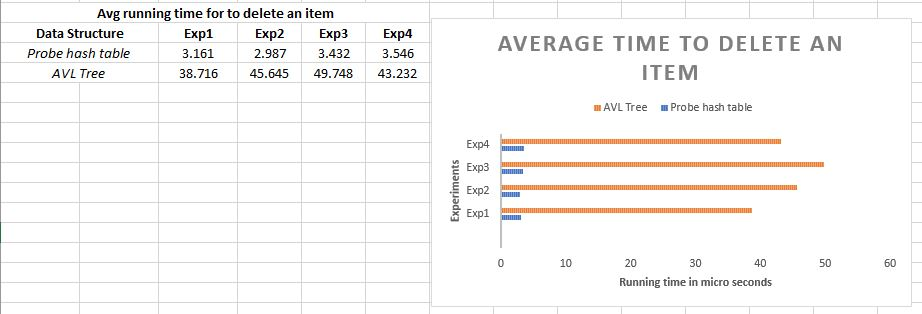 Avg running time for to delete an item
Data Structure Exp1 Exp2 Exp3 Exp4
Probe hash table 3.161 2.987 3.432 3.546
AVL Tree 38.716 45.645 49.748 43.232
AVERAGE TIME TO DELETE AN
ITEM
AVL Tree Probe hash table
Experiments
Exp4
Exp3
Exp2
Exp1
0 10 20 30 40 50 60
Running time in micro seconds